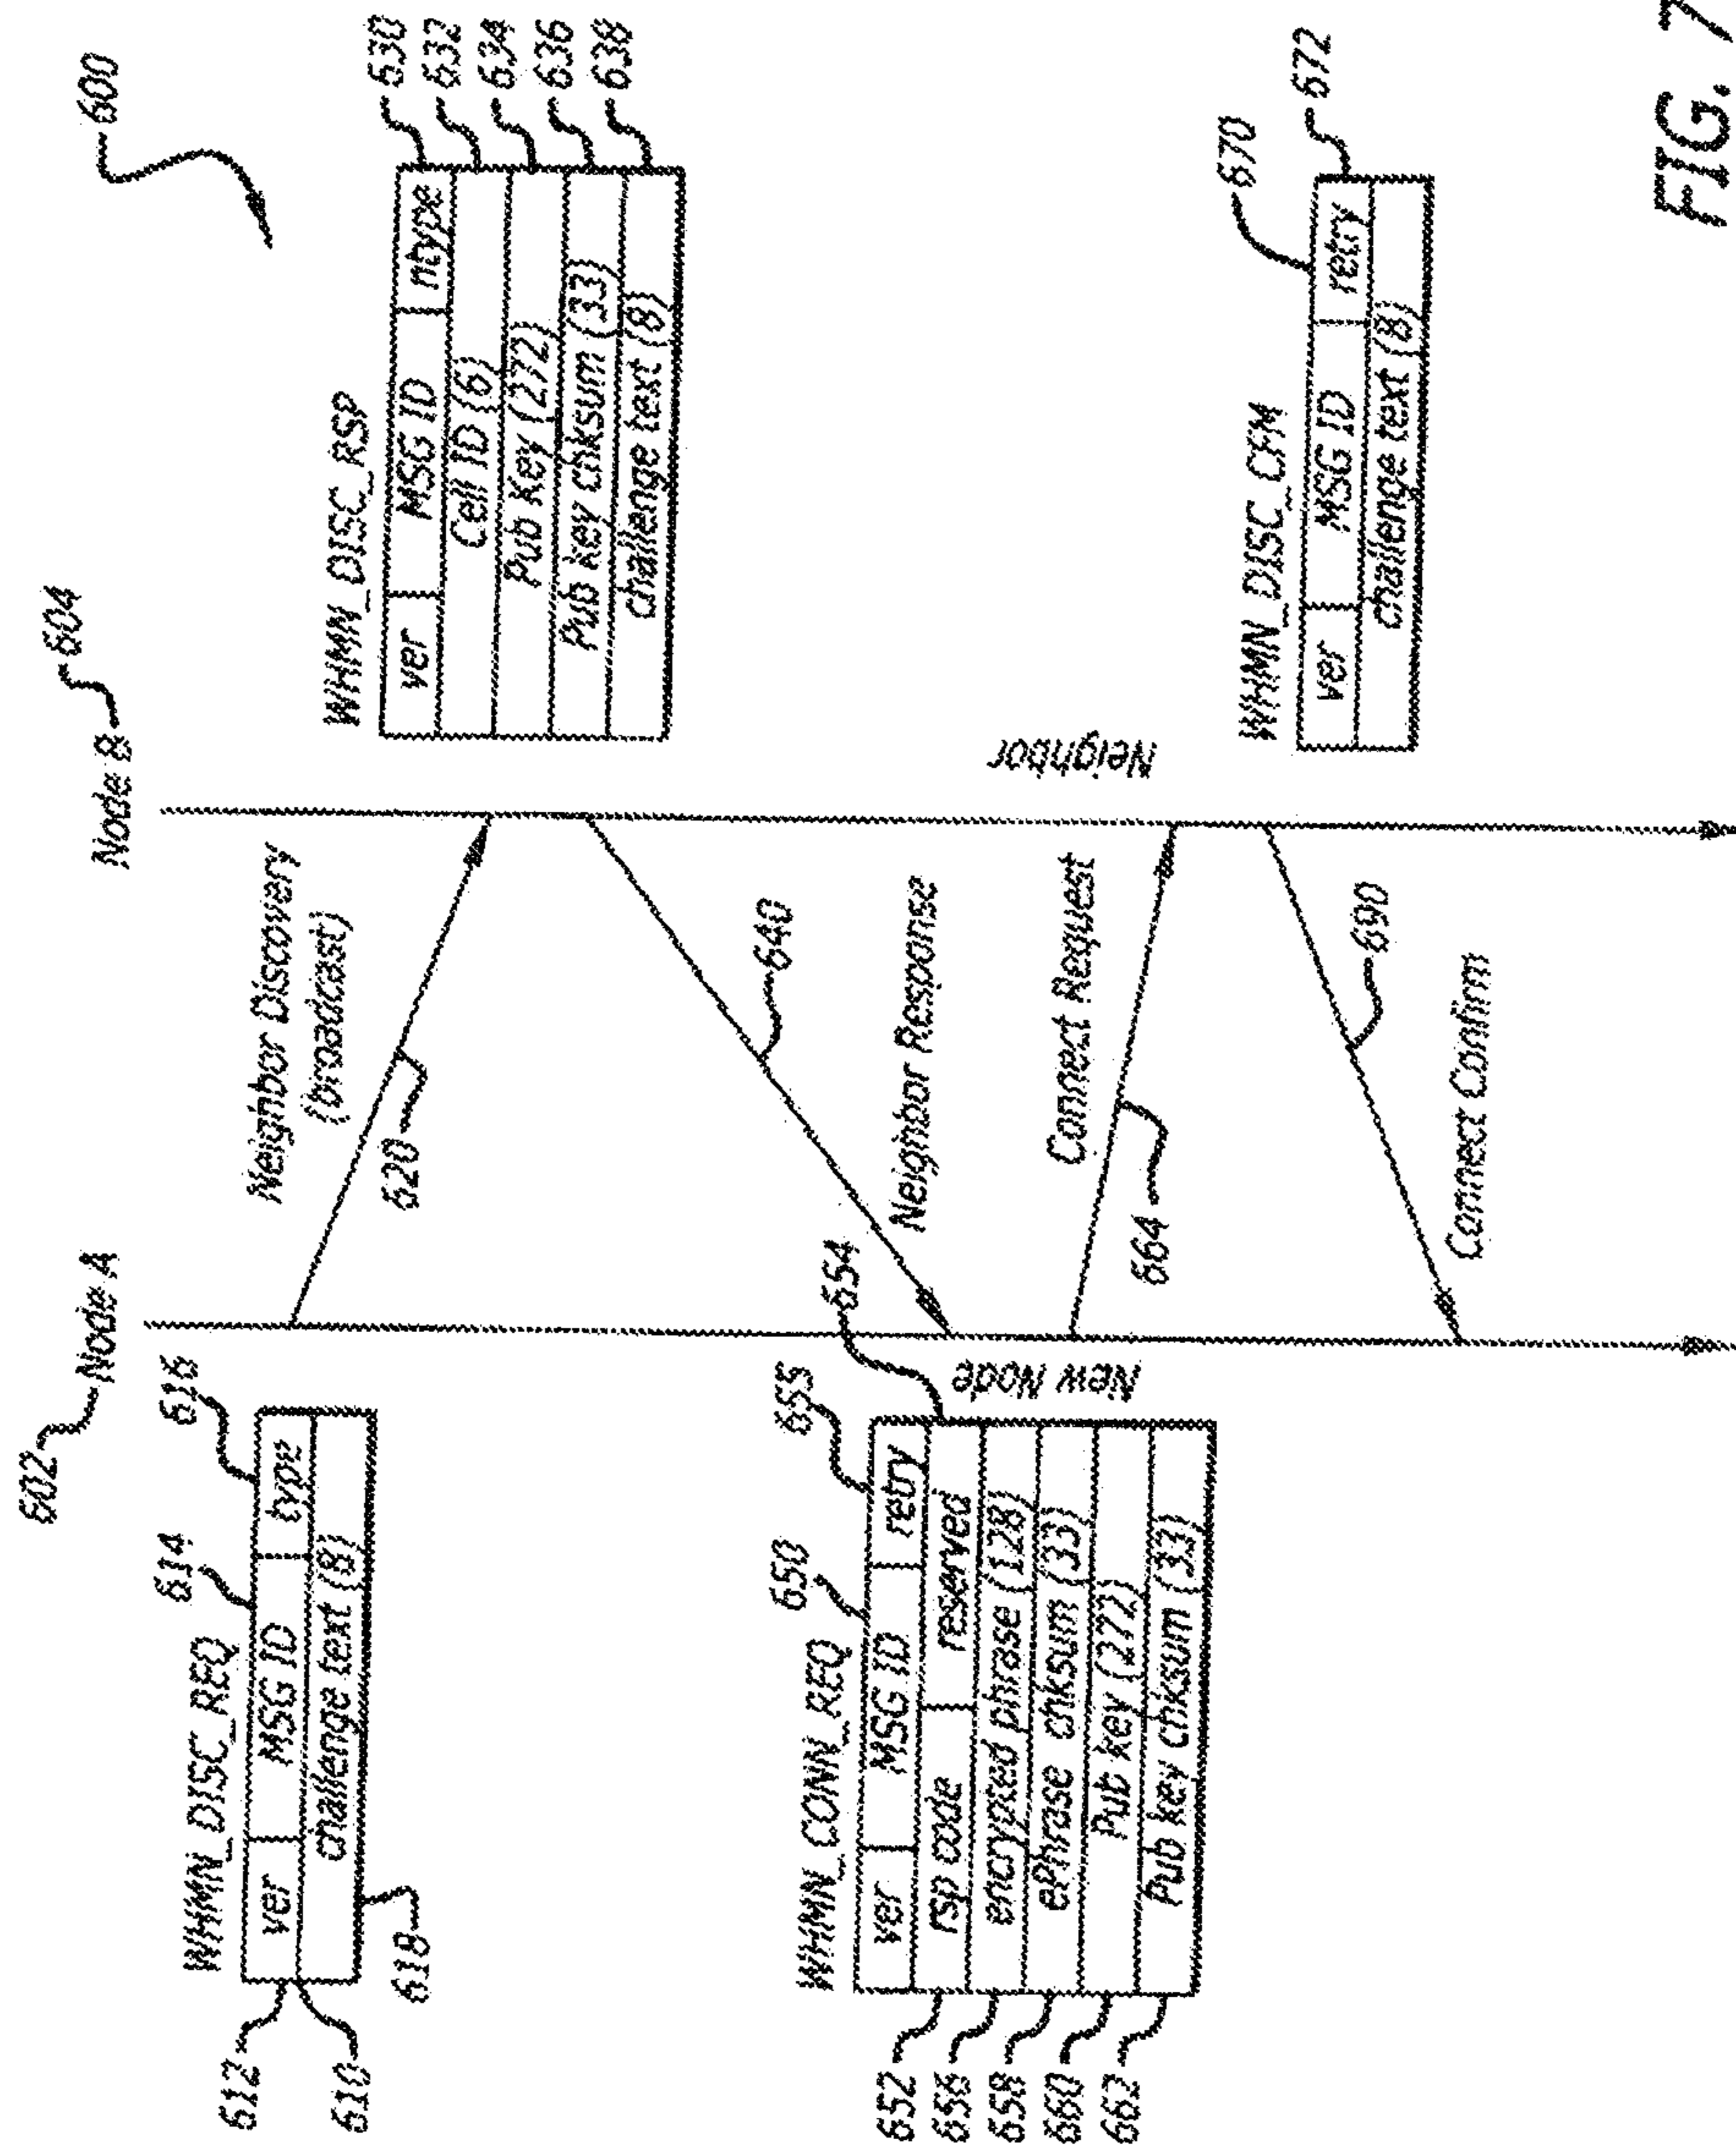 600
602 Node A
Node B 604
WHMN_DISC_REQ
614
616
ver MSG ID type
challenge text (8)
612
610
618
Neighbor Discovery
(broadcast)
620
WHMN_DISC_RSP
ver MSG ID ntype
Cell ID (6)
Pub Key (272)
Pub key chksum (33)
challenge text (8)
630
632
634
636
638
640
Neighbor Response
New Node
Neighbor
WHMN_CONN_REQ
650
655
654
ver MSG ID retry
rsp code reserved
encrypted phrase (128)
ePhrase chksum (33)
Pub key (272)
Pub key chksum (33)
652
656
658
660
662
Connect Request
664
WHMN_DISC_CFM
670
ver MSG ID retry
challenge text (8)
672
690
Connect Confirm
FIG. 7